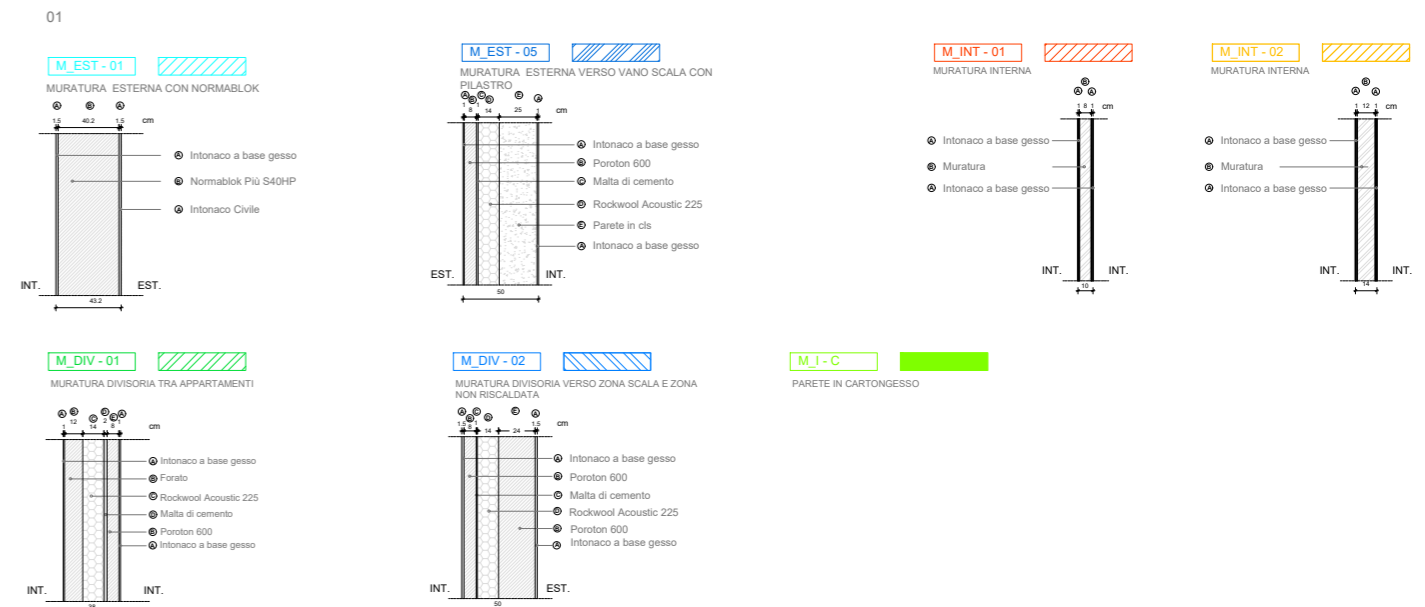 01
M_EST - 01
MURATURA ESTERNA CON NORMABLOK
A B A
1.5 40.2 1.5 cm
A Intonaco a base gesso
B Normablok Più S40HP
A Intonaco Civile
INT. EST.
43.2
M_EST - 05
MURATURA ESTERNA VERSO VANO SCALA CON
PILASTRO
A B C D E A
1 8 1 14 25 1 cm
A Intonaco a base gesso
B Poroton 600
C Malta di cemento
D Rockwool Acoustic 225
E Parete in cls
A Intonaco a base gesso
EST. INT.
50
M_INT - 01
MURATURA INTERNA
B
A A
1 8 1 cm
A Intonaco a base gesso
B Muratura
A Intonaco a base gesso
INT. INT.
10
M_INT - 02
MURATURA INTERNA
B
A A
1 12 1 cm
A Intonaco a base gesso
B Muratura
A Intonaco a base gesso
INT. INT.
14
M_DIV - 01
MURATURA DIVISORIA TRA APPARTAMENTI
A B C D E A
1 12 14 2 8 1 cm
A Intonaco a base gesso
B Forato
C Rockwool Acoustic 225
D Malta di cemento
B Poroton 600
A Intonaco a base gesso
INT. INT.
38
M_DIV - 02
MURATURA DIVISORIA VERSO ZONA SCALA E ZONA
NON RISCALDATA
A B C D E A
1.5 8 1 14 24 1.5 cm
A Intonaco a base gesso
B Poroton 600
C Malta di cemento
D Rockwool Acoustic 225
B Poroton 600
A Intonaco a base gesso
INT. EST.
50
M_I - C
PARETE IN CARTONGESSO